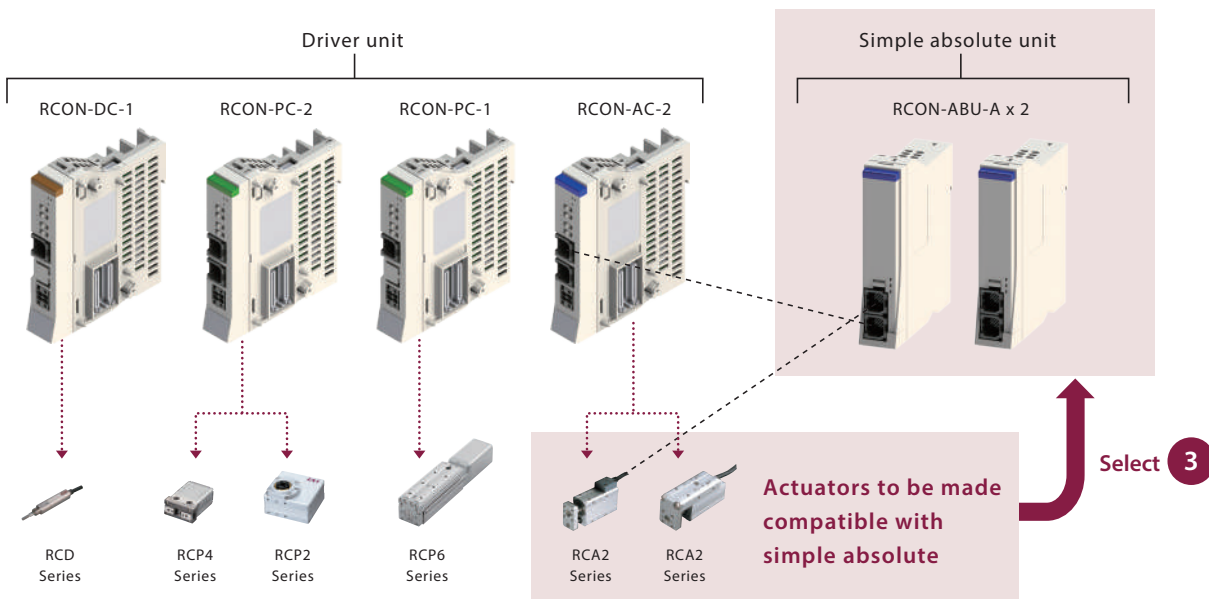 Driver unit
Simple absolute unit
RCON-DC-1
RCON-PC-2
RCON-PC-1
RCON-AC-2
RCON-ABU-A x 2
Select 3
Actuators to be made
compatible with
simple absolute
RCD
Series
RCP4
Series
RCP2
Series
RCP6
Series
RCA2
Series
RCA2
Series